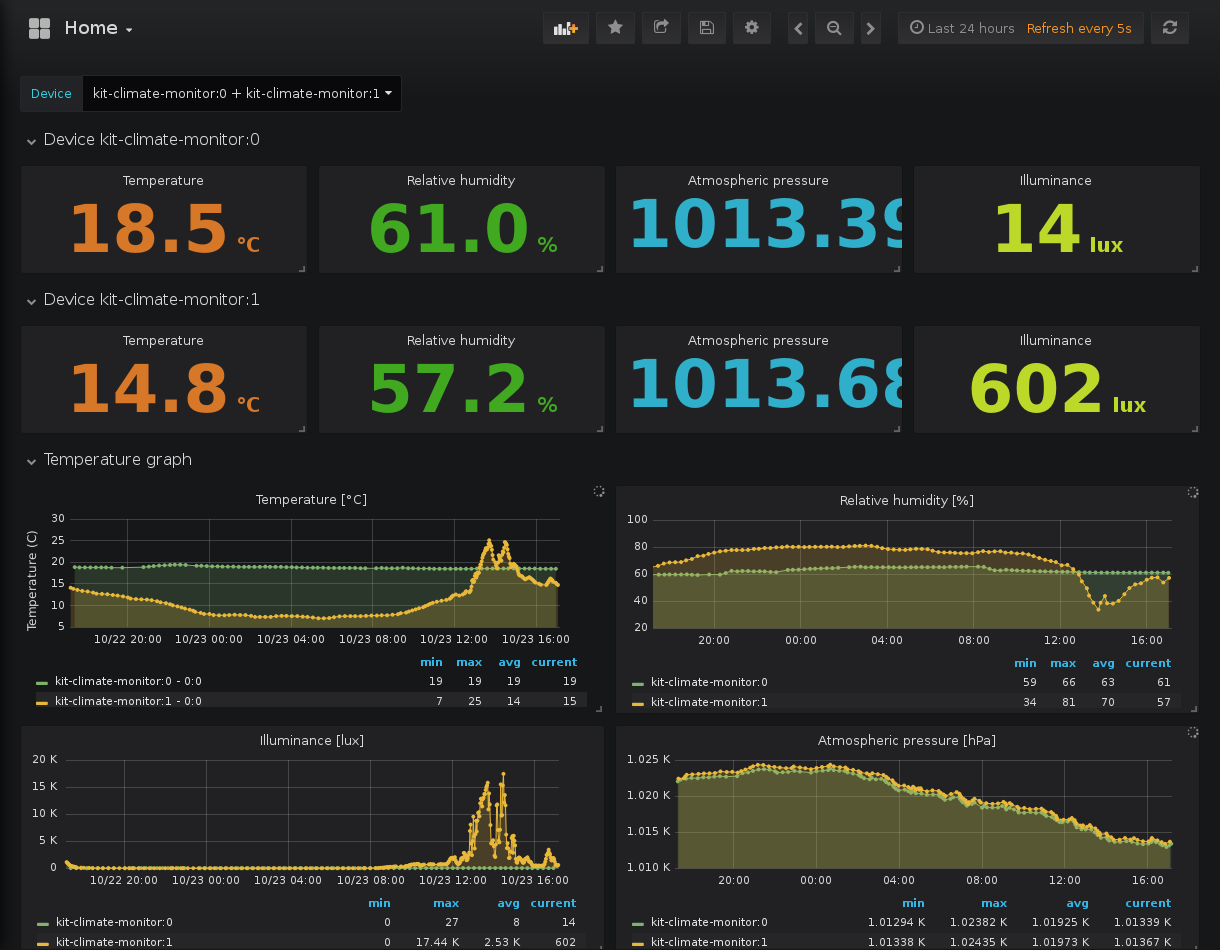 Home
Last 24 hours Refresh every 5s
Device kit-climate-monitor:0 + kit-climate-monitor:1
Device kit-climate-monitor:0
Temperature Relative humidity Atmospheric pressure Illuminance
18.5 °C 61.0 % 1013.39 14 lux
Device kit-climate-monitor:1
Temperature Relative humidity Atmospheric pressure Illuminance
14.8 °C 57.2 % 1013.68 602 lux
Temperature graph
Temperature [°C]
Temperature (C)
30
25
20
15
10
5
10/22 20:00 10/23 00:00 10/23 04:00 10/23 08:00 10/23 12:00 10/23 16:00
min max avg current
kit-climate-monitor:0 - 0:0 19 19 19 19
kit-climate-monitor:1 - 0:0 7 25 14 15
Relative humidity [%]
100
80
60
40
20
20:00 00:00 04:00 08:00 12:00 16:00
min max avg current
kit-climate-monitor:0 59 66 63 61
kit-climate-monitor:1 34 81 70 57
Illuminance [lux]
20 K
15 K
10 K
5 K
0
10/22 20:00 10/23 00:00 10/23 04:00 10/23 08:00 10/23 12:00 10/23 16:00
min max avg current
kit-climate-monitor:0 0 27 8 14
kit-climate-monitor:1 0 17.44 K 2.53 K 602
Atmospheric pressure [hPa]
1.025 K
1.020 K
1.015 K
1.010 K
20:00 00:00 04:00 08:00 12:00 16:00
min max avg current
kit-climate-monitor:0 1.01294 K 1.02382 K 1.01925 K 1.01339 K
kit-climate-monitor:1 1.01338 K 1.02435 K 1.01973 K 1.01367 K